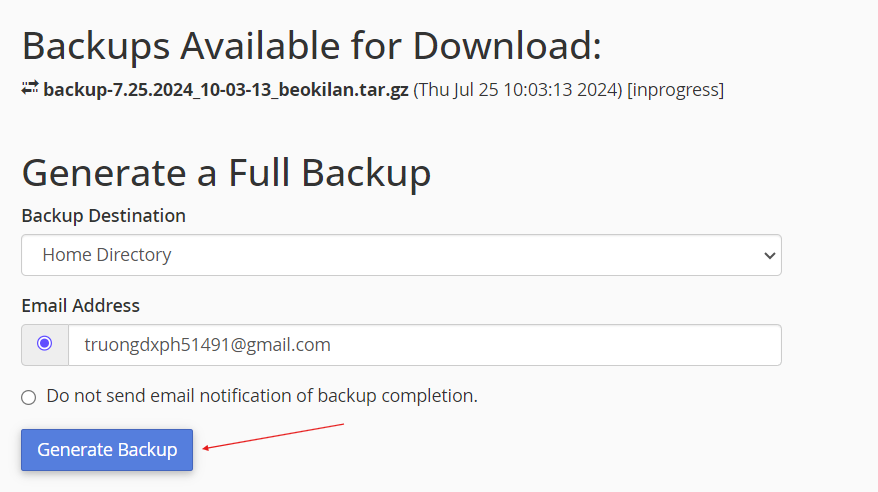 Backups Available for Download:
backup-7.25.2024_10-03-13_beokilan.tar.gz (Thu Jul 25 10:03:13 2024) [inprogress]
Generate a Full Backup
Backup Destination
Home Directory
Email Address
truongdxph51491@gmail.com
Do not send email notification of backup completion.
Generate Backup